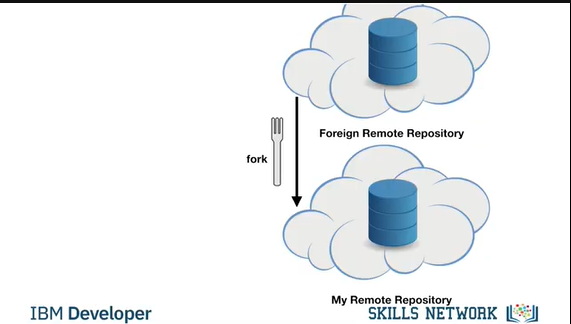 Foreign Remote Repository
fork
My Remote Repository
IBM Developer
SKILLS NETWORK